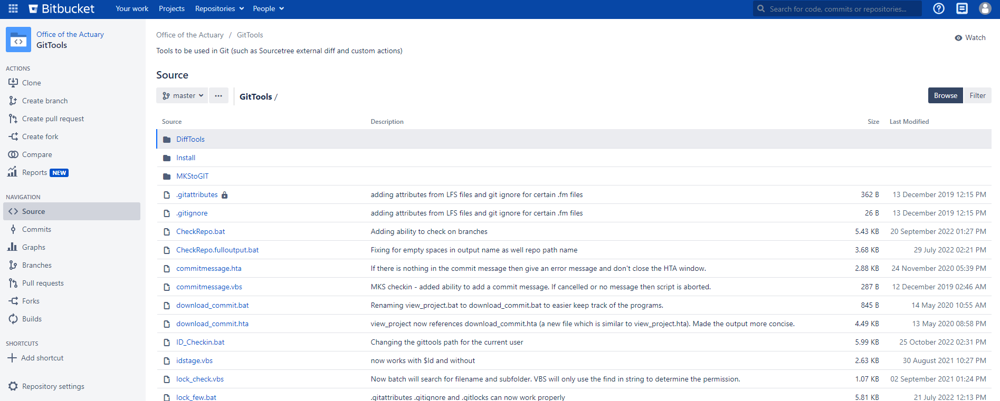 Bitbucket Your work Projects Repositories People Search for code, commits or repositories...
Office of the Actuary
GitTools
ACTIONS
Clone
Create branch
Create pull request
Create fork
Compare
Reports NEW
NAVIGATION
Source
Commits
Graphs
Branches
Pull requests
Forks
Builds
SHORTCUTS
Add shortcut
Repository settings
Office of the Actuary / GitTools
Watch
Tools to be used in Git (such as Sourcetree external diff and custom actions)
Source
master ... GitTools / Browse Filter
Source Description Size Last Modified
DiffTools
Install
MKStoGIT
.gitattributes adding attributes from LFS files and git ignore for certain .fm files 362 B 13 December 2019 12:15 PM
.gitignore adding attributes from LFS files and git ignore for certain .fm files 26 B 13 December 2019 12:15 PM
CheckRepo.bat Adding ability to check on branches 5.43 KB 20 September 2022 01:27 PM
CheckRepo.fulloutput.bat Fixing for empty spaces in output name as well repo path name 3.68 KB 29 July 2022 02:21 PM
commitmessage.hta If there is nothing in the commit message then give an error message and don't close the HTA window. 2.88 KB 24 November 2020 05:39 PM
commitmessage.vbs MKS checkin - added ability to add a commit message. If cancelled or no message then script is aborted. 287 B 12 December 2019 02:46 AM
download_commit.bat Renaming view_project.bat to download_commit.bat to easier keep track of the programs. 845 B 14 May 2020 10:55 AM
download_commit.hta view_project now references download_commit.hta (a new file which is similar to view_project.hta). Made the output more concise. 4.49 KB 13 May 2020 08:58 PM
ID_Checkin.bat Changing the gittools path for the current user 5.99 KB 25 October 2022 02:31 PM
idstage.vbs now works with $Id and without 2.63 KB 30 August 2021 10:27 PM
lock_check.vbs Now batch will search for filename and subfolder. VBS will only use the find in string to determine the permission. 1.07 KB 02 September 2021 01:24 PM
lock_few.bat .gitattributes .gitignore and .gitlocks can now work properly 5.81 KB 21 July 2022 12:13 PM